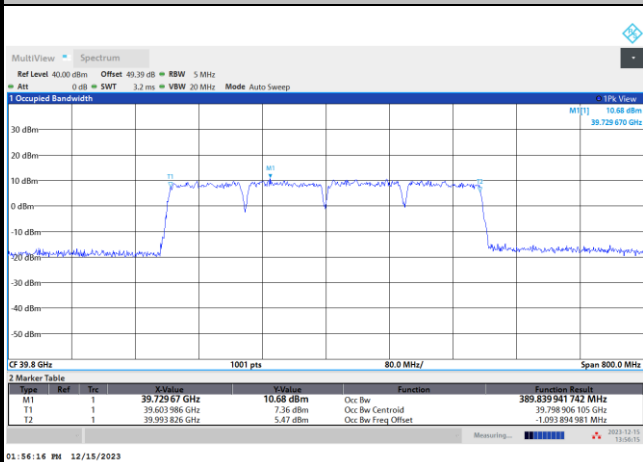 MultiView Spectrum
Ref Level 40.00 dBm Offset 49.39 dB RBW 5 MHz
Att 0 dB SWT 3.2 ms VBW 20 MHz Mode Auto Sweep
1 Occupied Bandwidth 1Pk View
M1[1] 10.68 dBm
39.729 670 GHz
30 dBm
20 dBm
M1
T1
T2
10 dBm
0 dBm
-10 dBm
-20 dBm
-30 dBm
-40 dBm
-50 dBm
CF 39.8 GHz 1001 pts 80.0 MHz/ Span 800.0 MHz
2 Marker Table
Type Ref Trc X-Value Y-Value Function Function Result
M1 1 39.729 67 GHz 10.68 dBm Occ Bw 389.839 941 742 MHz
T1 1 39.603 986 GHz 7.36 dBm Occ Bw Centroid 39.798 906 105 GHz
T2 1 39.993 826 GHz 5.47 dBm Occ Bw Freq Offset -1.093 894 981 MHz
Measuring... 2023-12-15
13:56:15
01:56:16 PM 12/15/2023